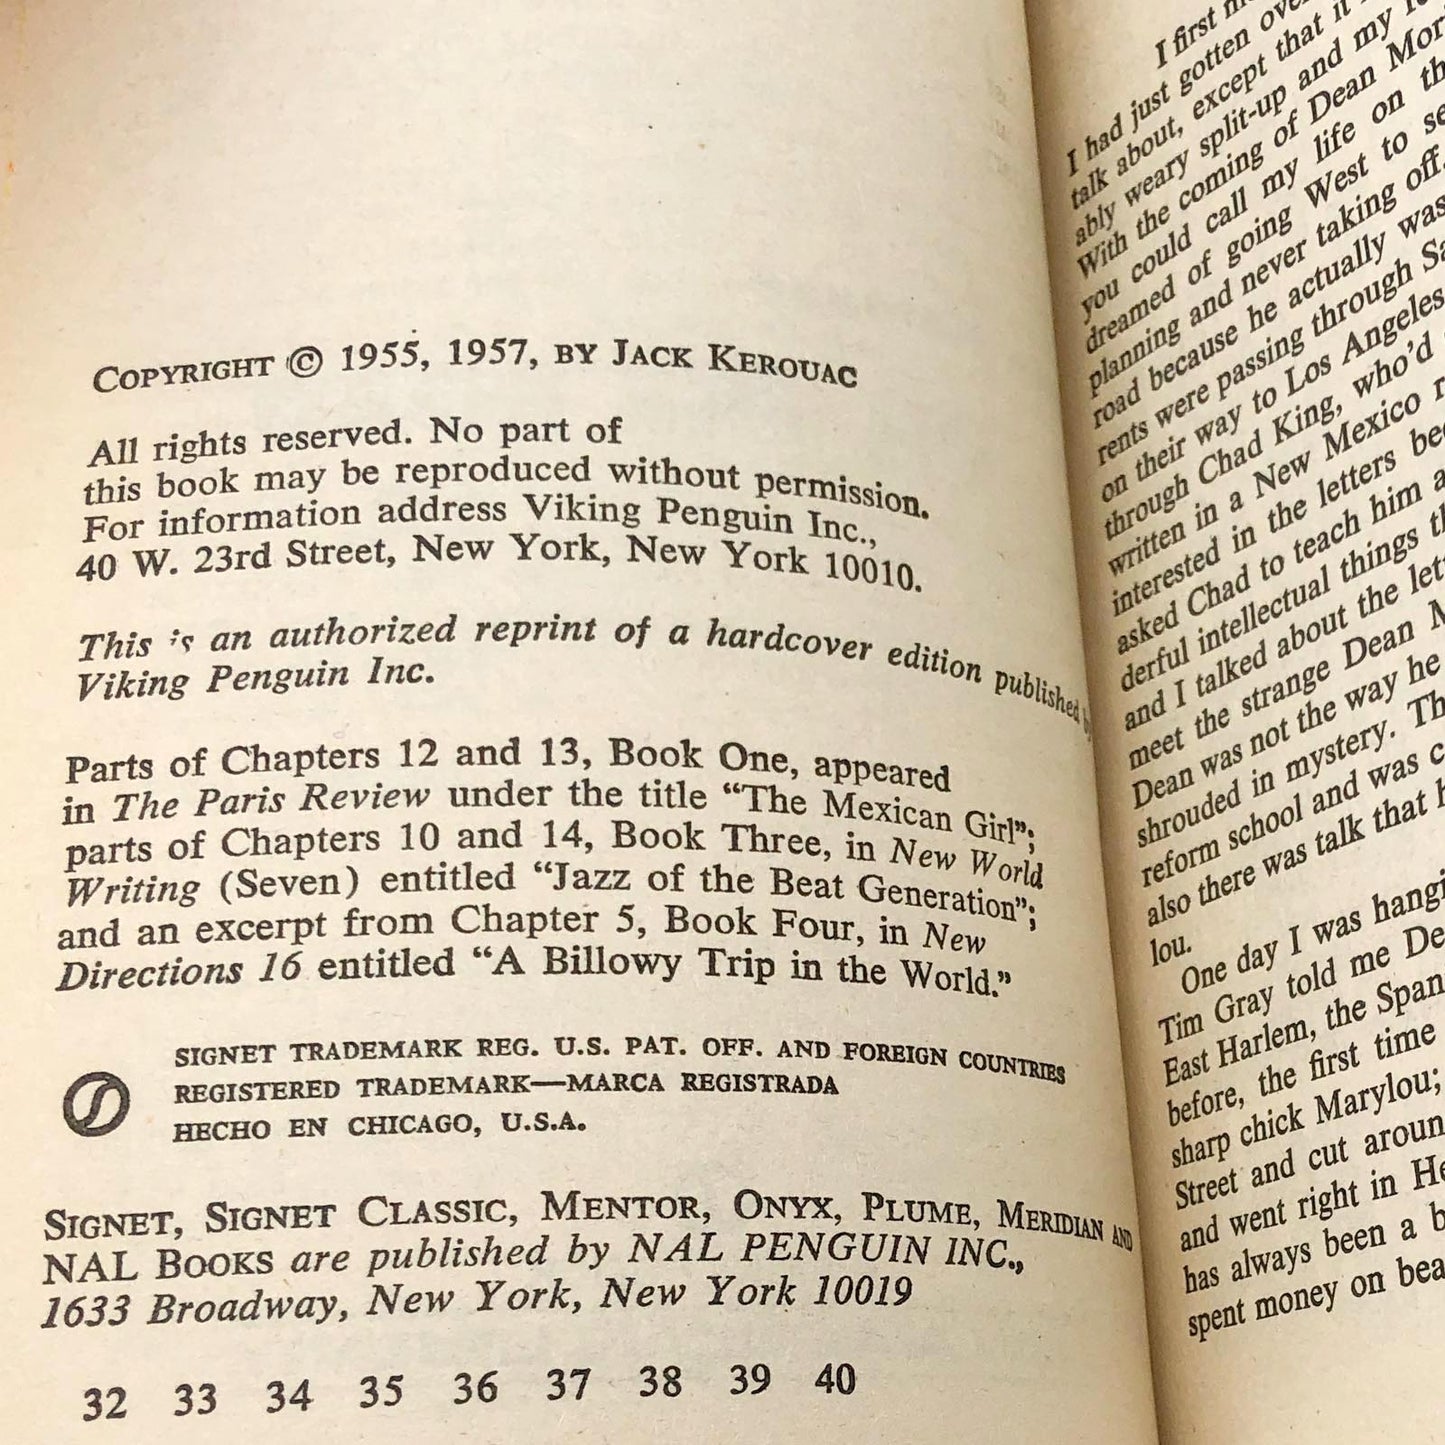 COPYRIGHT © 1955, 1957, BY JACK KEROUAC
All rights reserved. No part of
this book may be reproduced without permission.
For information address Viking Penguin Inc.,
40 W. 23rd Street, New York, New York 10010.
This is an authorized reprint of a hardcover edition published by
Viking Penguin Inc.
Parts of Chapters 12 and 13, Book One, appeared
in The Paris Review under the title “The Mexican Girl”;
parts of Chapters 10 and 14, Book Three, in New World
Writing (Seven) entitled “Jazz of the Beat Generation”;
and an excerpt from Chapter 5, Book Four, in New
Directions 16 entitled “A Billowy Trip in the World.”
SIGNET TRADEMARK REG. U.S. PAT. OFF. AND FOREIGN COUNTRIES
REGISTERED TRADEMARK—MARCA REGISTRADA
HECHO EN CHICAGO, U.S.A.
SIGNET, SIGNET CLASSIC, MENTOR, ONYX, PLUME, MERIDIAN AND
NAL BOOKS are published by NAL PENGUIN INC.,
1633 Broadway, New York, New York 10019
32 33 34 35 36 37 38 39 40
I first
I had just gotten
talk about, except that it
ably weary split-up and my
With the coming of Dean
you could call my life on
dreamed of going West to
planning and never taking off.
road because he actually was
rents were passing through
on their way to Los Angeles
through Chad King, who'd
written in a New Mexico
interested in the letters
asked Chad to teach him
derful intellectual things
and I talked about the
meet the strange Dean
Dean was not the way he
shrouded in mystery.
reform school and was
also there was talk that
lou.
One day I was
Tim Gray told me
East Harlem, the
before, the first time
sharp chick Marylou;
Street and cut
and went right in
has always been a
spent money on